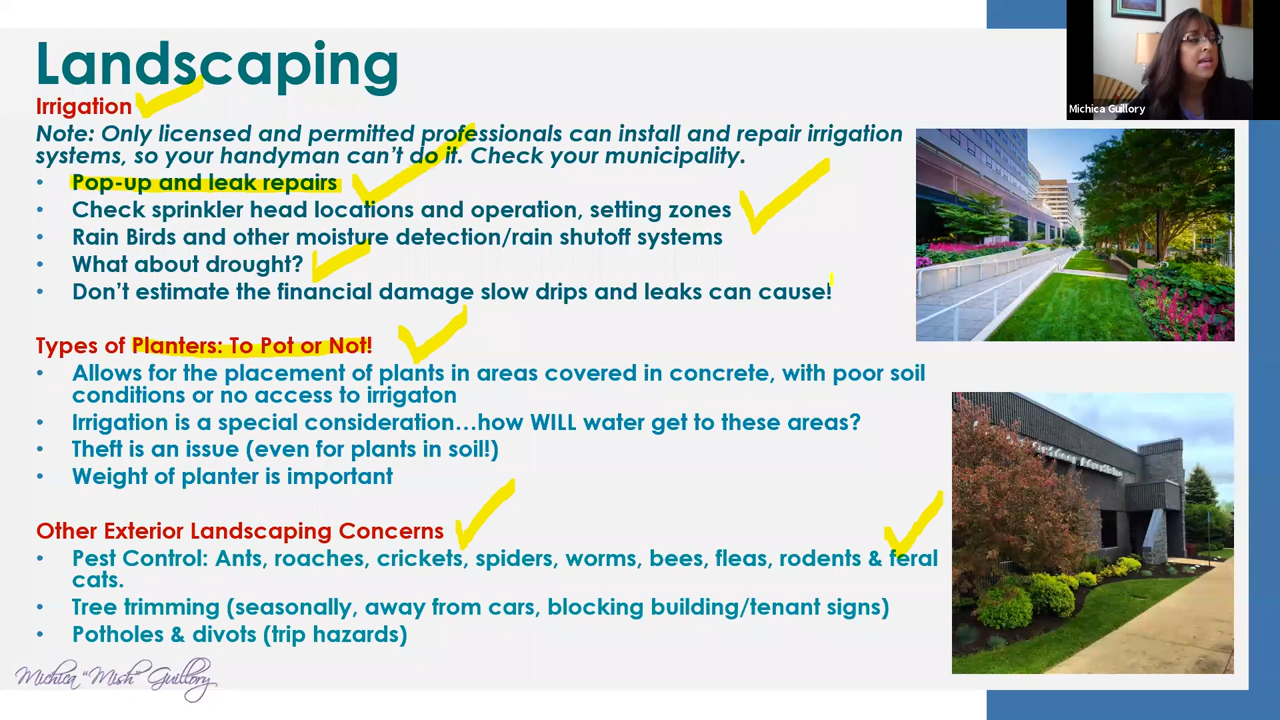 Landscaping
Michica Guillory
Irrigation
Note: Only licensed and permitted professionals can install and repair irrigation
systems, so your handyman can't do it. Check your municipality.
• Pop-up and leak repairs
• Check sprinkler head locations and operation, setting zones
• Rain Birds and other moisture detection/rain shutoff systems
• What about drought?
• Don't estimate the financial damage slow drips and leaks can cause!
Types of Planters: To Pot or Not!
• Allows for the placement of plants in areas covered in concrete, with poor soil
conditions or no access to irrigaton
• Irrigation is a special consideration...how WILL water get to these areas?
• Theft is an issue (even for plants in soil!)
• Weight of planter is important
Other Exterior Landscaping Concerns
• Pest Control: Ants, roaches, crickets, spiders, worms, bees, fleas, rodents & feral
cats.
• Tree trimming (seasonally, away from cars, blocking building/tenant signs)
• Potholes & divots (trip hazards)
Michica "Mish" Guillory